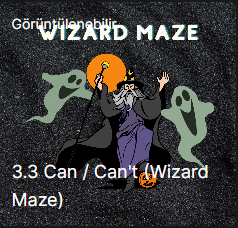 Görüntülenebilir
WIZARD MAZE
3.3 Can / Can't (Wizard
Maze)